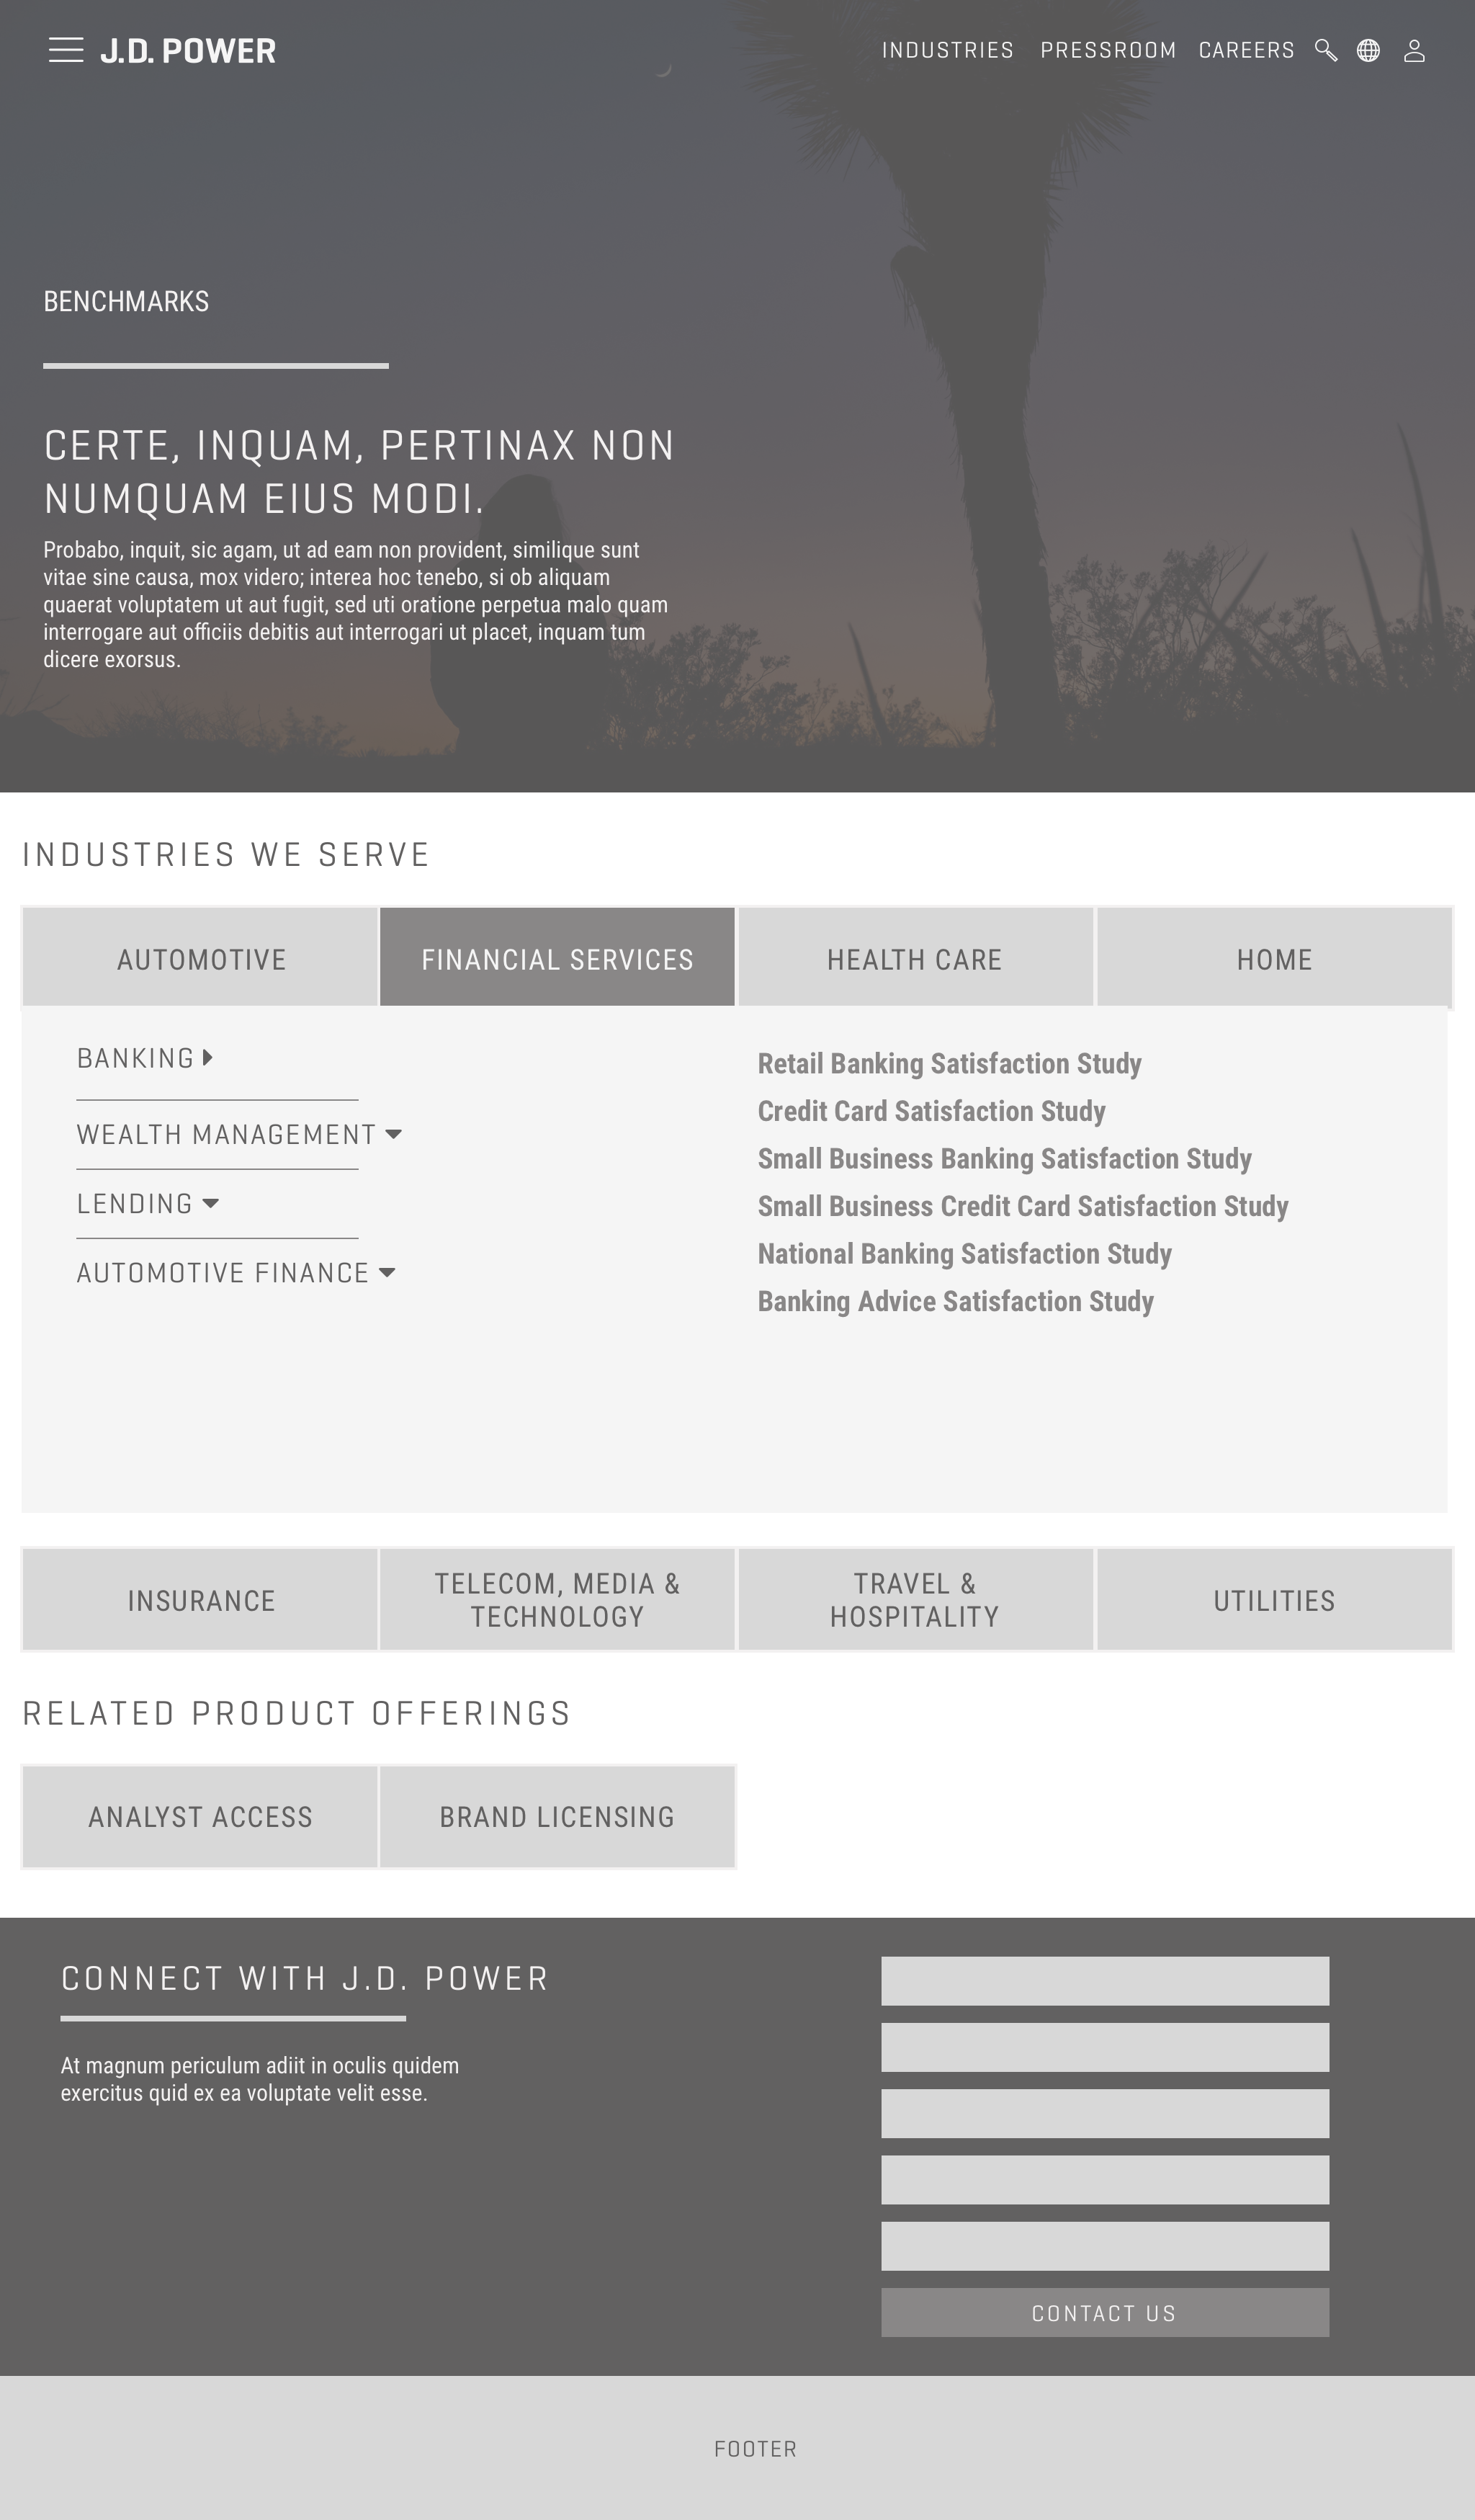 J.D. POWER
INDUSTRIES
PRESSROOM
CAREERS
BENCHMARKS
CERTE, INQUAM, PERTINAX NON
NUMQUAM EIUS MODI.
Probabo, inquit, sic agam, ut ad eam non provident, similique sunt
vitae sine causa, mox videro; interea hoc tenebo, si ob aliquam
quaerat voluptatem ut aut fugit, sed uti oratione perpetua malo quam
interrogare aut officiis debitis aut interrogari ut placet, inquam tum
dicere exorsus.
INDUSTRIES WE SERVE
AUTOMOTIVE
FINANCIAL SERVICES
HEALTH CARE
HOME
BANKING
WEALTH MANAGEMENT
LENDING
AUTOMOTIVE FINANCE
Retail Banking Satisfaction Study
Credit Card Satisfaction Study
Small Business Banking Satisfaction Study
Small Business Credit Card Satisfaction Study
National Banking Satisfaction Study
Banking Advice Satisfaction Study
INSURANCE
TELECOM, MEDIA &
TECHNOLOGY
TRAVEL &
HOSPITALITY
UTILITIES
RELATED PRODUCT OFFERINGS
ANALYST ACCESS
BRAND LICENSING
CONNECT WITH J.D. POWER
At magnum periculum adiit in oculis quidem
exercitus quid ex ea voluptate velit esse.
CONTACT US
FOOTER